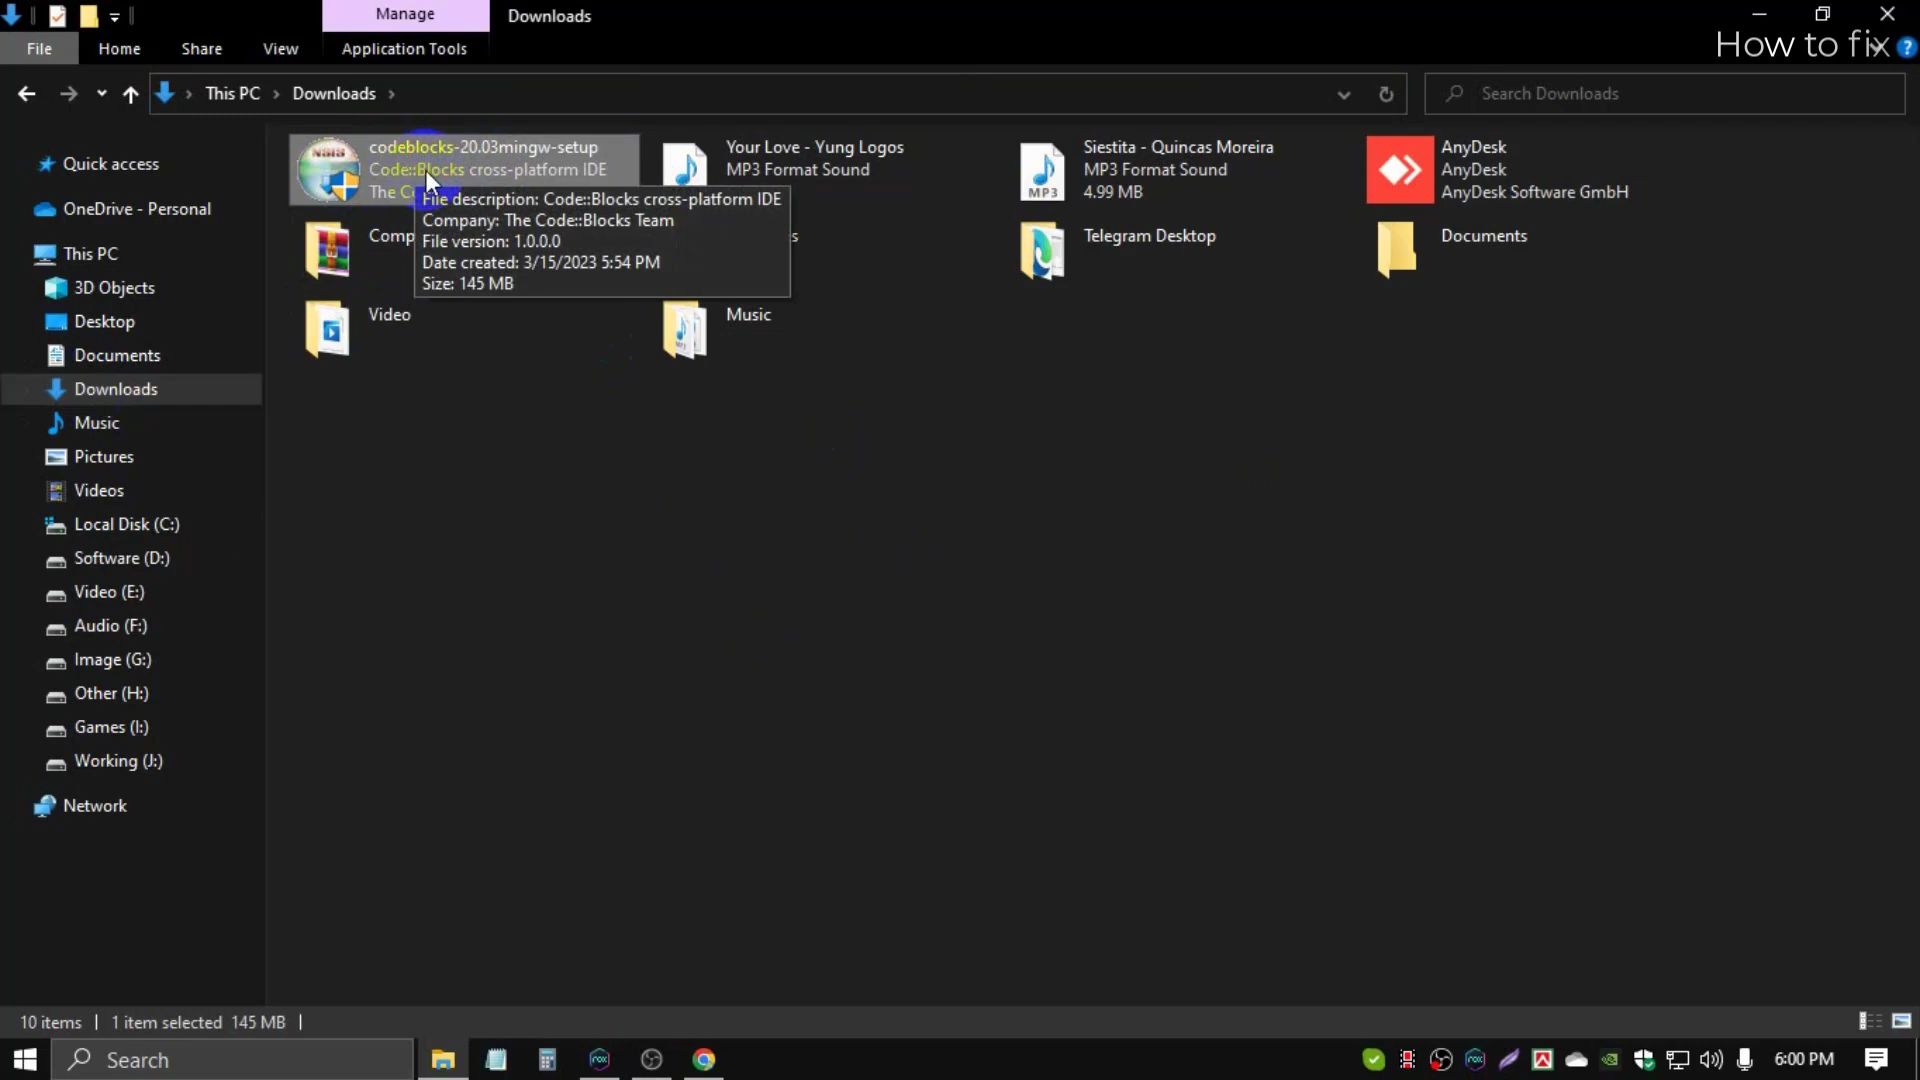 Manage
Downloads
File
Home
Share
View
Application Tools
How to fix
This PC
Downloads
Search Downloads
Quick access
OneDrive - Personal
This PC
3D Objects
Desktop
Documents
Downloads
Music
Pictures
Videos
Local Disk (C:)
Software (D:)
Video (E:)
Audio (F:)
Image (G:)
Other (H:)
Games (I:)
Working (J:)
Network
NSIS
codeblocks-20.03mingw-setup
Code::Blocks cross-platform IDE
The C
File description: Code::Blocks cross-platform IDE
Company: The Code::Blocks Team
File version: 1.0.0.0
Date created: 3/15/2023 5:54 PM
Size: 145 MB
Your Love - Yung Logos
MP3 Format Sound
MP3
Siestita - Quincas Moreira
MP3 Format Sound
4.99 MB
AnyDesk
AnyDesk
AnyDesk Software GmbH
Comp
s
Telegram Desktop
Documents
Video
Music
10 items
1 item selected 145 MB
Search
6:00 PM